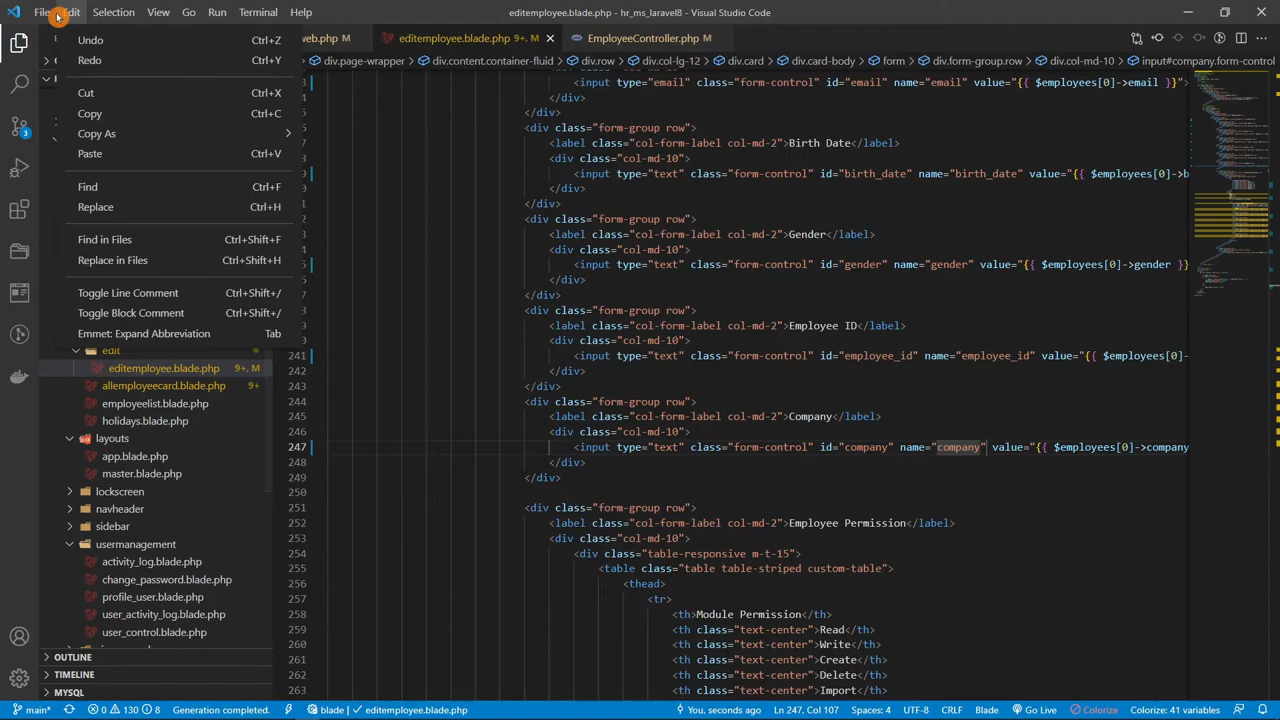 File Edit Selection View Go Run Terminal Help
editemployee.blade.php - hr_ms_laravel8 - Visual Studio Code
web.php M
editemployee.blade.php 9+, M
EmployeeController.php M
div.page-wrapper > div.content.container-fluid > div.row > div.col-lg-12 > div.card > div.card-body > form > div.form-group.row > div.col-md-10 > input#company.form-control
Undo Ctrl+Z
Redo Ctrl+Y
Cut Ctrl+X
Copy Ctrl+C
Copy As
Paste Ctrl+V
Find Ctrl+F
Replace Ctrl+H
Find in Files Ctrl+Shift+F
Replace in Files Ctrl+Shift+H
Toggle Line Comment Ctrl+Shift+/
Toggle Block Comment Ctrl+Shift+/
Emmet: Expand Abbreviation Tab
edit
editemployee.blade.php 9+, M
allemployeecard.blade.php 9+
employeelist.blade.php
holidays.blade.php
layouts
app.blade.php
master.blade.php
lockscreen
navheader
sidebar
usermanagement
activity_log.blade.php
change_password.blade.php
profile_user.blade.php
user_activity_log.blade.php
user_control.blade.php
OUTLINE
TIMELINE
MYSQL
3 <input type="email" class="form-control" id="email" name="email" value="{{ $employees[0]->email }}">
4 </div>
5 </div>
6 <div class="form-group row">
7 <label class="col-form-label col-md-2">Birth Date</label>
8 <div class="col-md-10">
9 <input type="text" class="form-control" id="birth_date" name="birth_date" value="{{ $employees[0]->b
0 </div>
1 </div>
2 <div class="form-group row">
3 <label class="col-form-label col-md-2">Gender</label>
4 <div class="col-md-10">
5 <input type="text" class="form-control" id="gender" name="gender" value="{{ $employees[0]->gender }}
6 </div>
7 </div>
8 <div class="form-group row">
9 <label class="col-form-label col-md-2">Employee ID</label>
0 <div class="col-md-10">
241 <input type="text" class="form-control" id="employee_id" name="employee_id" value="{{ $employees[0]-
242 </div>
243 </div>
244 <div class="form-group row">
245 <label class="col-form-label col-md-2">Company</label>
246 <div class="col-md-10">
247 <input type="text" class="form-control" id="company" name="company" value="{{ $employees[0]->company
248 </div>
249 </div>
250
251 <div class="form-group row">
252 <label class="col-form-label col-md-2">Employee Permission</label>
253 <div class="col-md-10">
254 <div class="table-responsive m-t-15">
255 <table class="table table-striped custom-table">
256 <thead>
257 <tr>
258 <th>Module Permission</th>
259 <th class="text-center">Read</th>
260 <th class="text-center">Write</th>
261 <th class="text-center">Create</th>
262 <th class="text-center">Delete</th>
263 <th class="text-center">Import</th>
main* 0 130 8 Generation completed. blade | editemployee.blade.php You, seconds ago Ln 247, Col 107 Spaces: 4 UTF-8 CRLF Blade Go Live Colorize Colorize: 41 variables